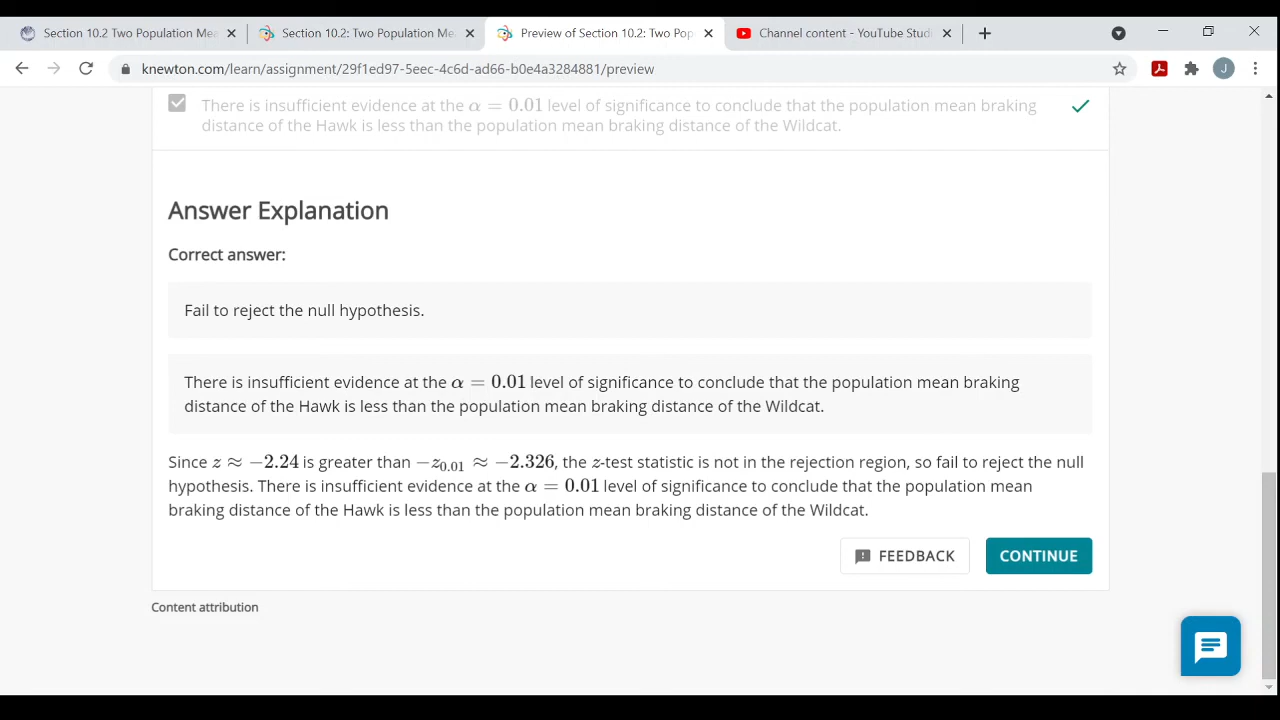 Section 10.2 Two Population Mea
Section 10.2: Two Population Me
Preview of Section 10.2: Two Pop
Channel content - YouTube Studi
knewton.com/learn/assignment/29f1ed97-5eec-4c6d-ad66-b0e4a3284881/preview
J
There is insufficient evidence at the α = 0.01 level of significance to conclude that the population mean braking
distance of the Hawk is less than the population mean braking distance of the Wildcat.
Answer Explanation
Correct answer:
Fail to reject the null hypothesis.
There is insufficient evidence at the α = 0.01 level of significance to conclude that the population mean braking
distance of the Hawk is less than the population mean braking distance of the Wildcat.
Since z ≈ −2.24 is greater than −z₀.₀₁ ≈ −2.326, the z-test statistic is not in the rejection region, so fail to reject the null
hypothesis. There is insufficient evidence at the α = 0.01 level of significance to conclude that the population mean
braking distance of the Hawk is less than the population mean braking distance of the Wildcat.
FEEDBACK
CONTINUE
Content attribution